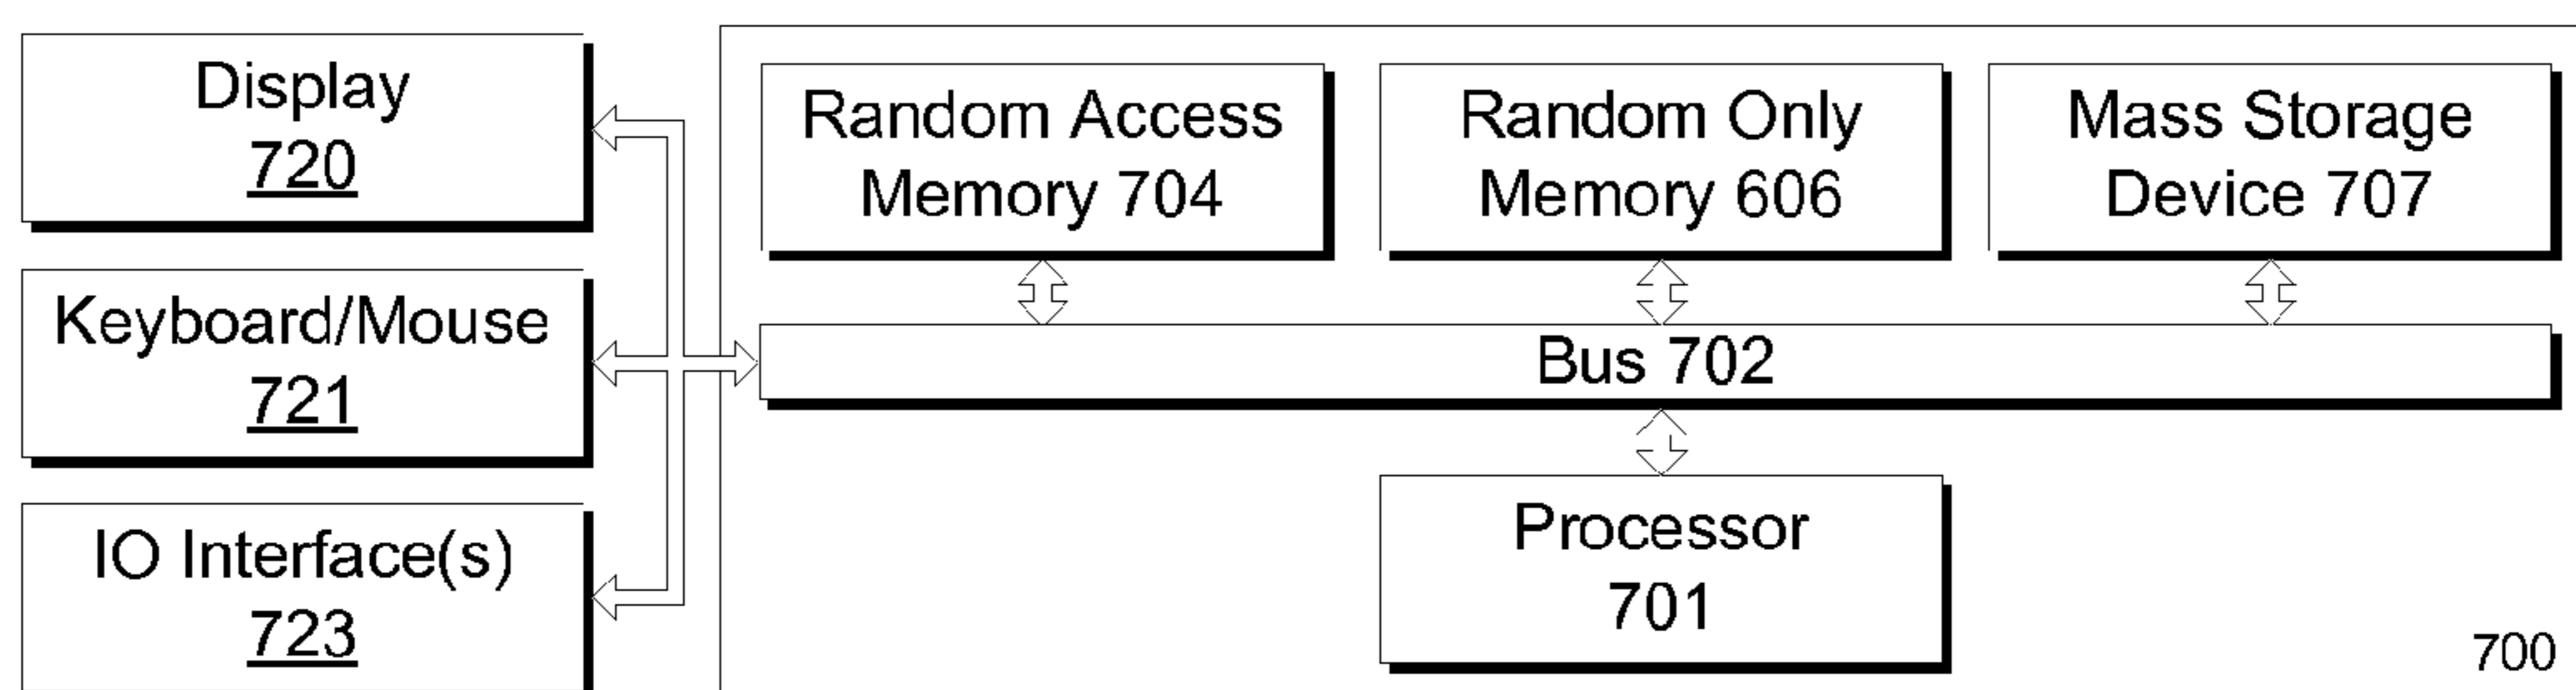 Display
720
Keyboard/Mouse
721
IO Interface(s)
723
Random Access
Memory 704
Random Only
Memory 606
Mass Storage
Device 707
Bus 702
Processor
701
700